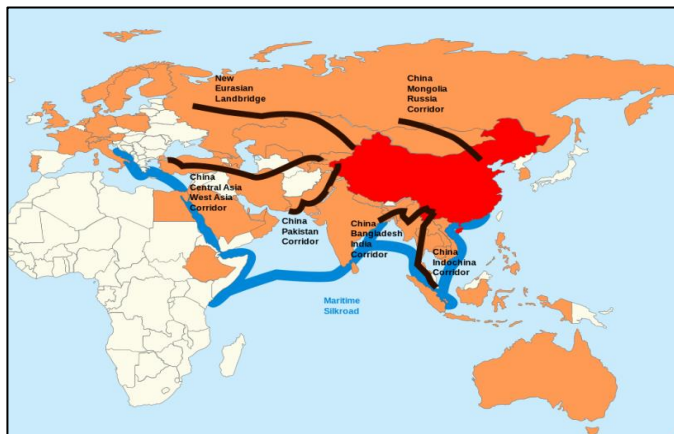 New
Eurasian
Landbridge
China
Mongolia
Russia
Corridor
China
Central Asia
West Asia
Corridor
China
Pakistan
Corridor
China
Bangladesh
India
Corridor
China
Indochina
Corridor
Maritime
Silkroad